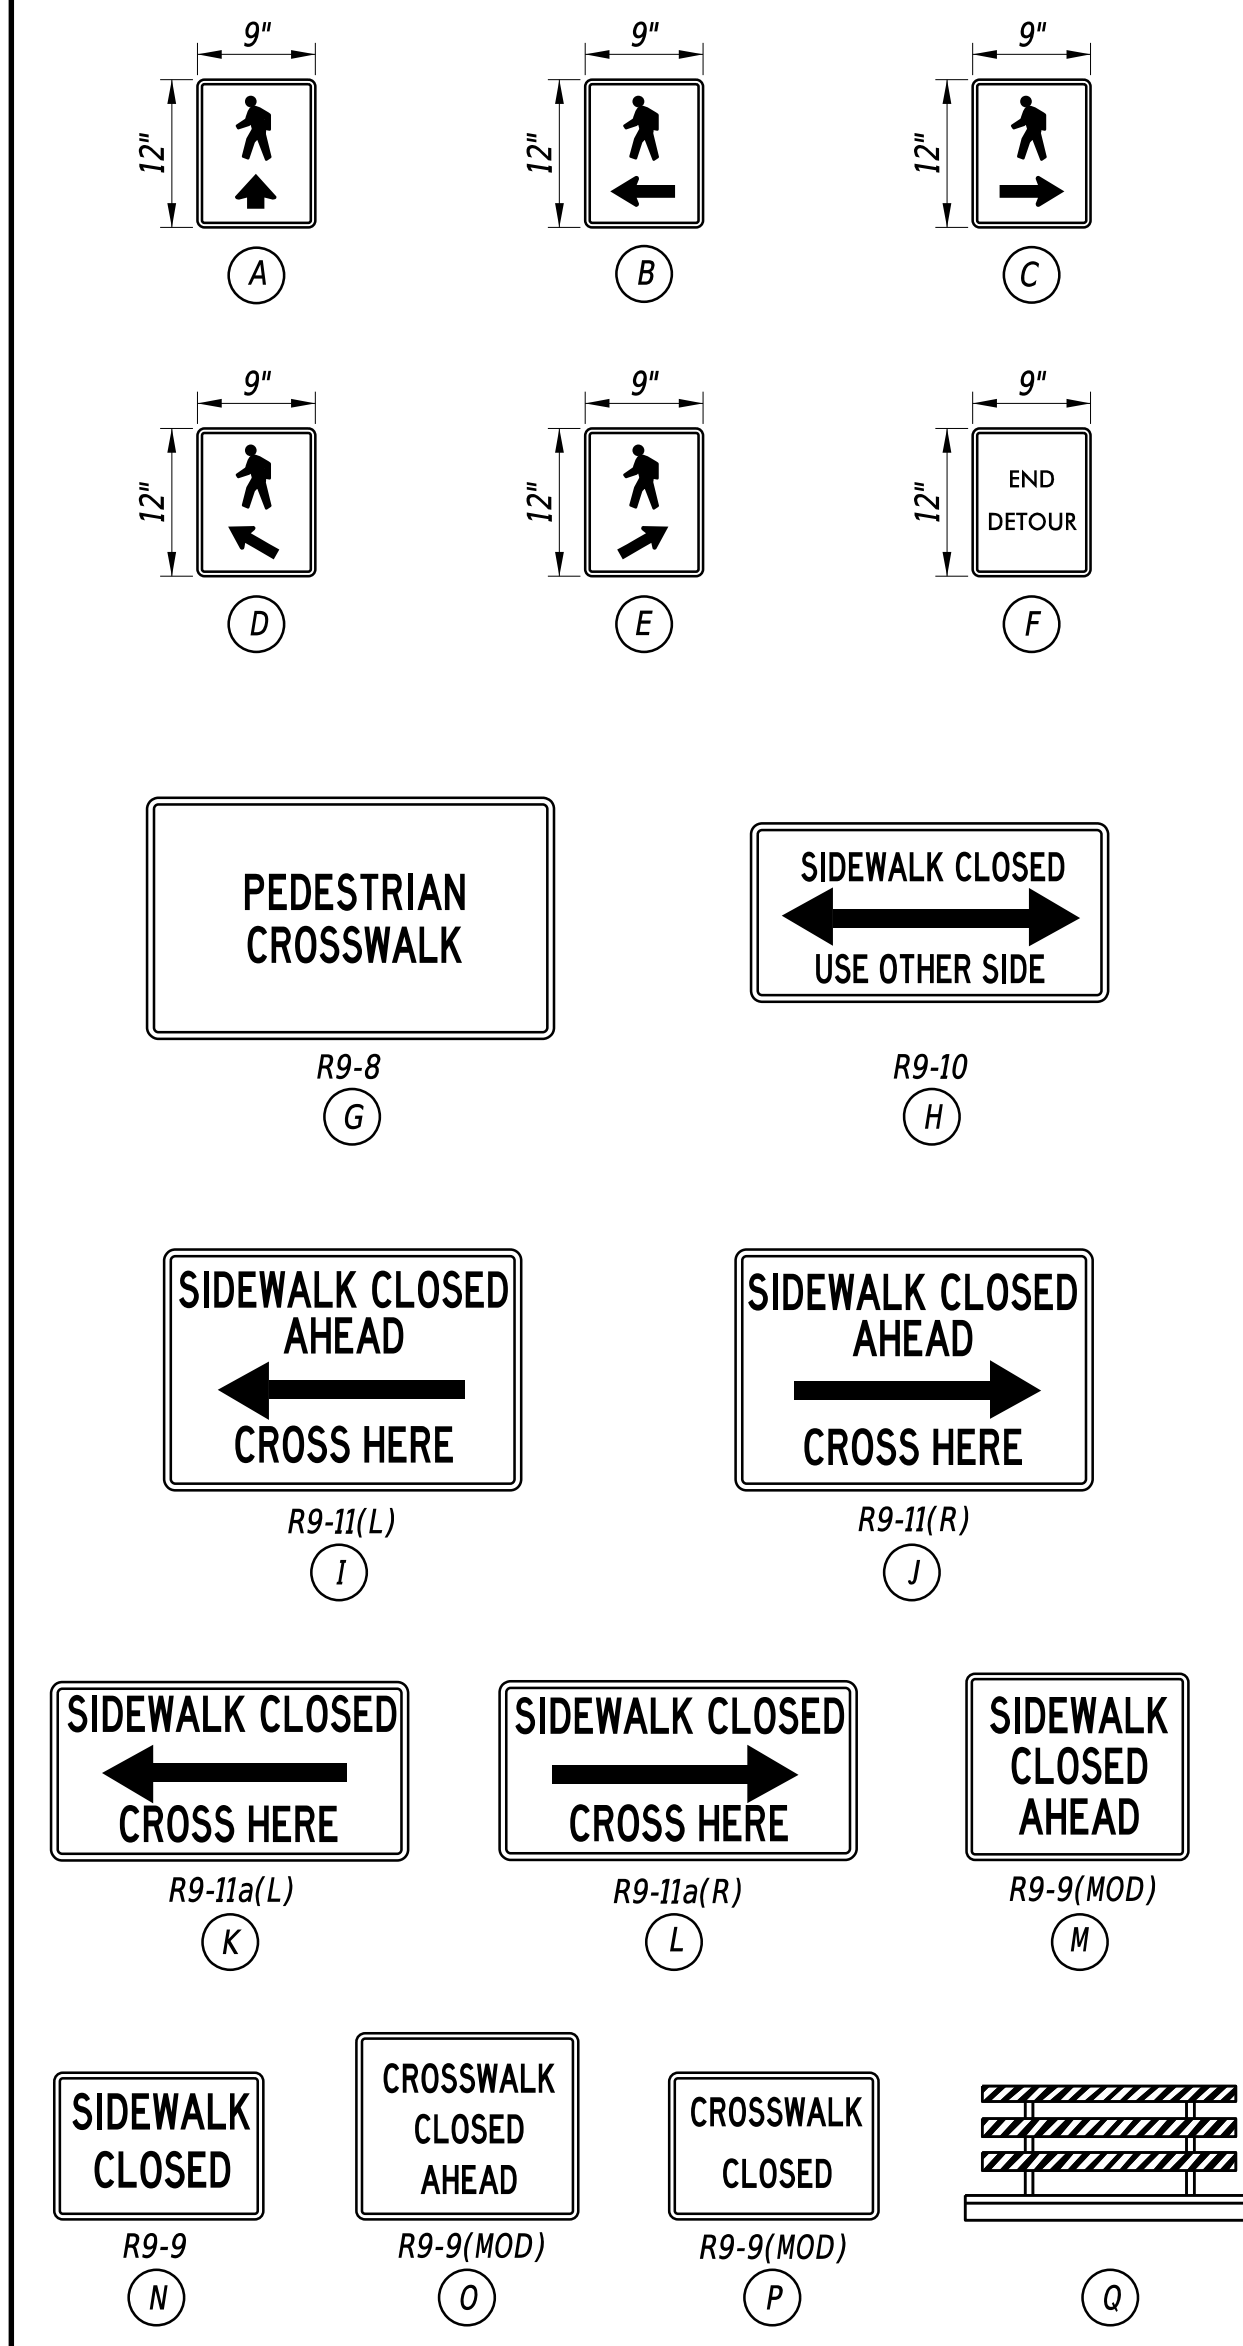 9" 9" 9"
12" 12" 12"
A B C
9" 9" 9"
12" 12" 12"
END
DETOUR
D E F
PEDESTRIAN
CROSSWALK
R9-8
G
SIDEWALK CLOSED
USE OTHER SIDE
R9-10
H
SIDEWALK CLOSED
AHEAD
CROSS HERE
R9-11(L)
I
SIDEWALK CLOSED
AHEAD
CROSS HERE
R9-11(R)
J
SIDEWALK CLOSED
CROSS HERE
R9-11a(L)
K
SIDEWALK CLOSED
CROSS HERE
R9-11a(R)
L
SIDEWALK
CLOSED
AHEAD
R9-9(MOD)
M
SIDEWALK
CLOSED
R9-9
N
CROSSWALK
CLOSED
AHEAD
R9-9(MOD)
O
CROSSWALK
CLOSED
R9-9(MOD)
P
Q